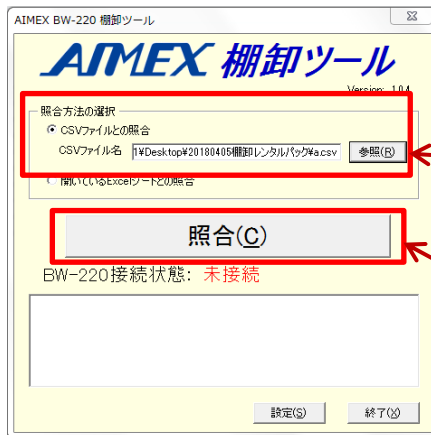 AIMEX BW-220 棚卸ツール
AIMEX 棚卸ツール
Version: 1.04
照合方法の選択
CSVファイルとの照合
CSVファイル名 1¥Desktop¥20180405棚卸レンタルパック¥a.csv 参照(R)
開いているExcelシートとの照合
照合(C)
BW-220接続状態: 未接続
設定(S) 終了(X)